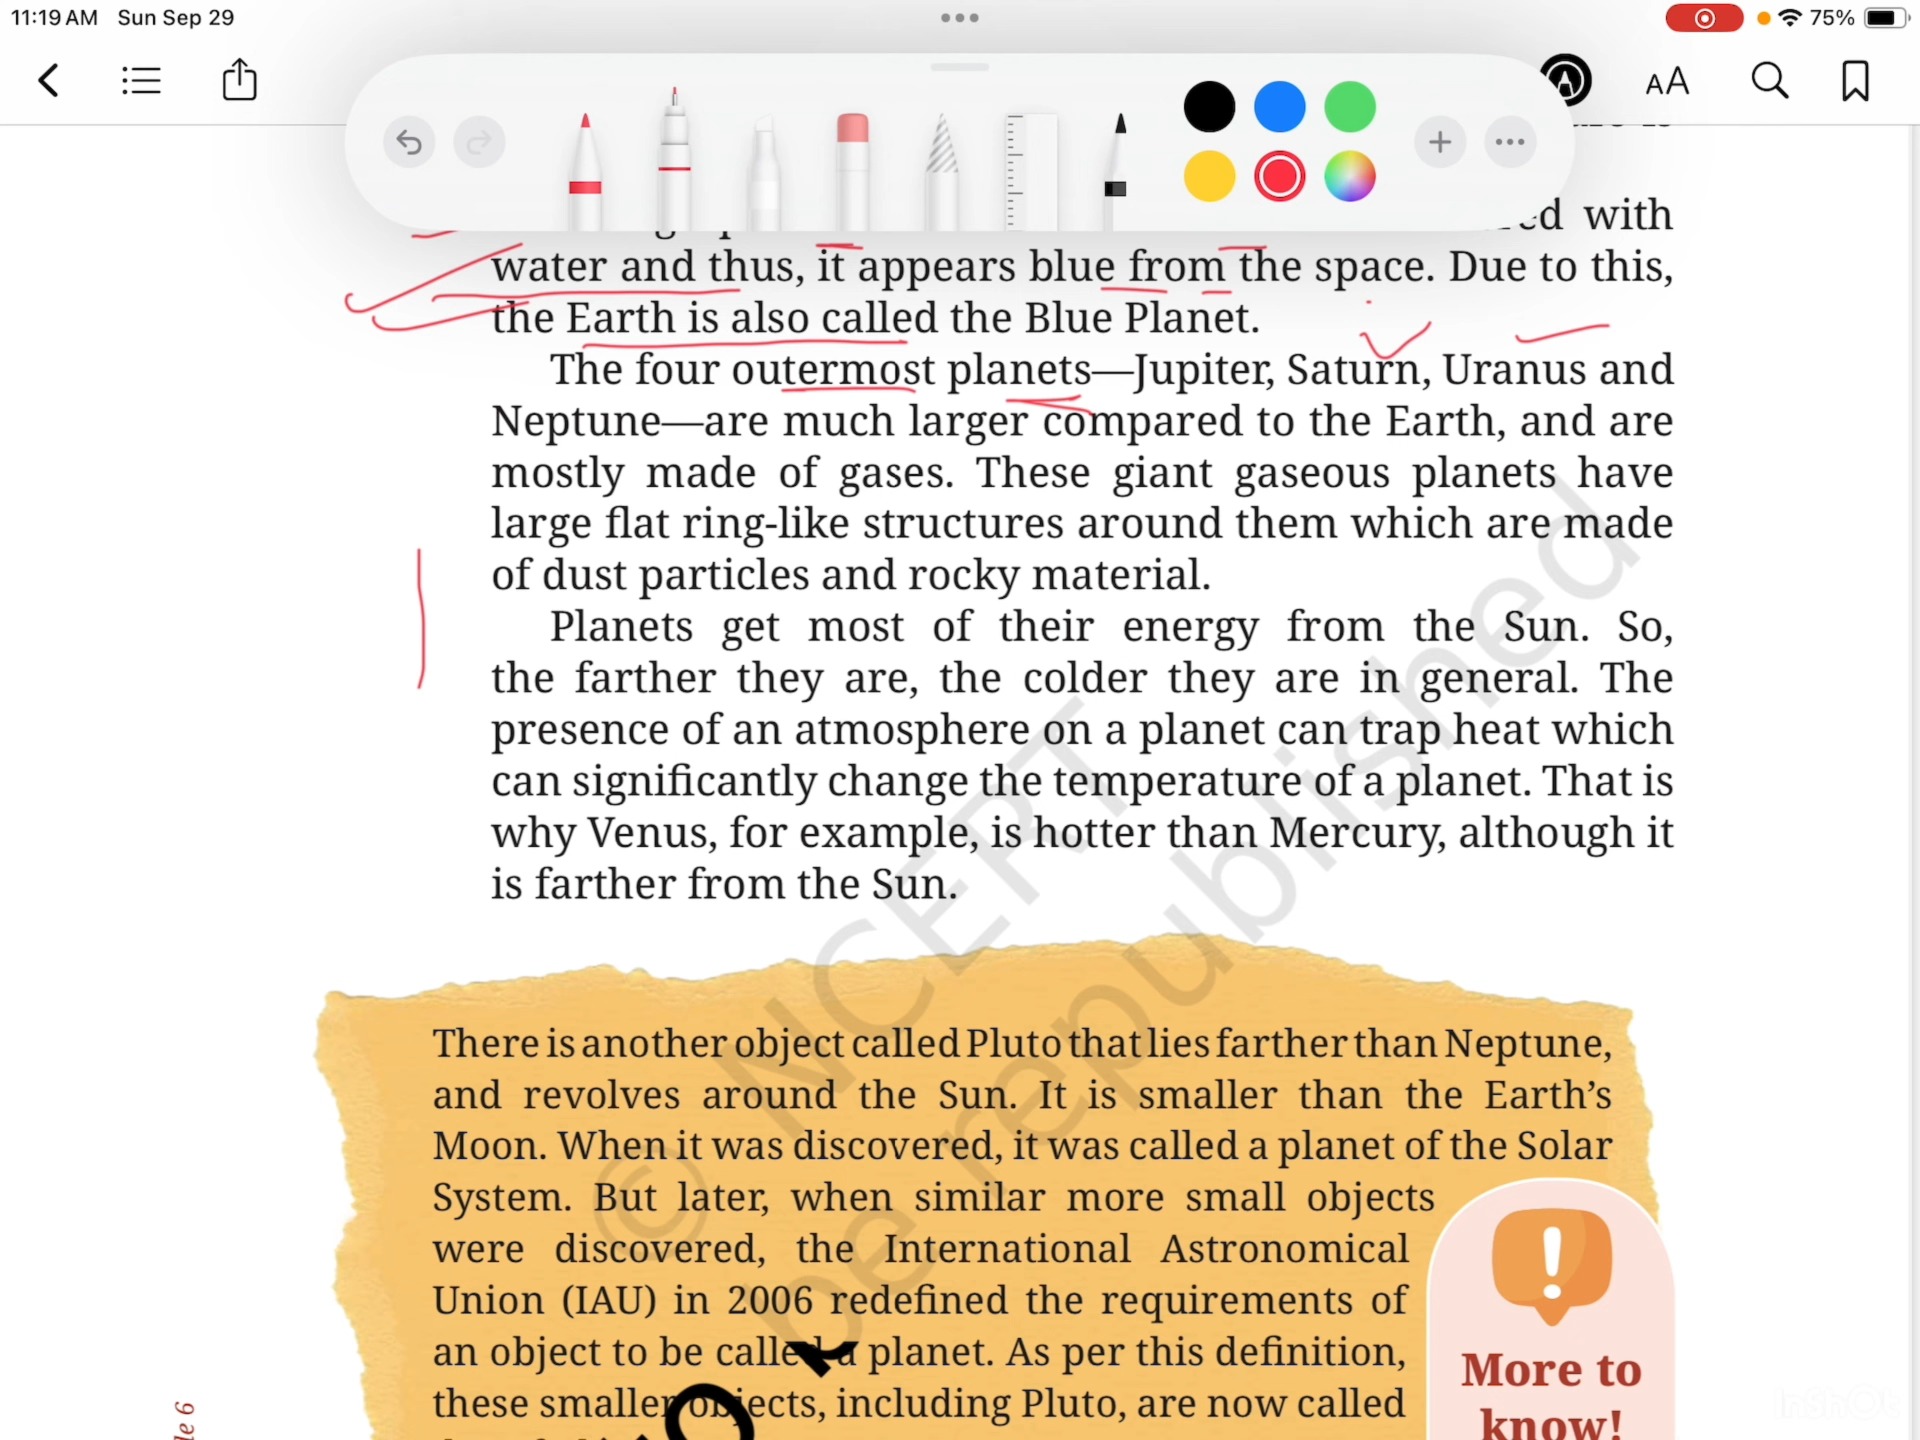 11:19 AM Sun Sep 29
75%
AA
with
water and thus, it appears blue from the space. Due to this,
the Earth is also called the Blue Planet.
The four outermost planets—Jupiter, Saturn, Uranus and
Neptune—are much larger compared to the Earth, and are
mostly made of gases. These giant gaseous planets have
large flat ring-like structures around them which are made
of dust particles and rocky material.
Planets get most of their energy from the Sun. So,
the farther they are, the colder they are in general. The
presence of an atmosphere on a planet can trap heat which
can significantly change the temperature of a planet. That is
why Venus, for example, is hotter than Mercury, although it
is farther from the Sun.
© NCERT
be republished
There is another object called Pluto that lies farther than Neptune,
and revolves around the Sun. It is smaller than the Earth’s
Moon. When it was discovered, it was called a planet of the Solar
System. But later, when similar more small objects
were discovered, the International Astronomical
Union (IAU) in 2006 redefined the requirements of
an object to be called a planet. As per this definition,
these smaller objects, including Pluto, are now called
More to
know!
de 6
InShOt